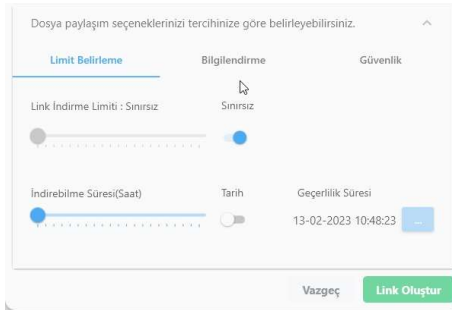 Dosya paylaşım seçeneklerinizi tercihinize göre belirleyebilirsiniz.
Limit Belirleme Bilgilendirme Güvenlik
Link İndirme Limiti : Sınırsız Sınırsız
İndirebilme Süresi(Saat) Tarih Geçerlilik Süresi
13-02-2023 10:48:23 ...
Vazgeç Link Oluştur